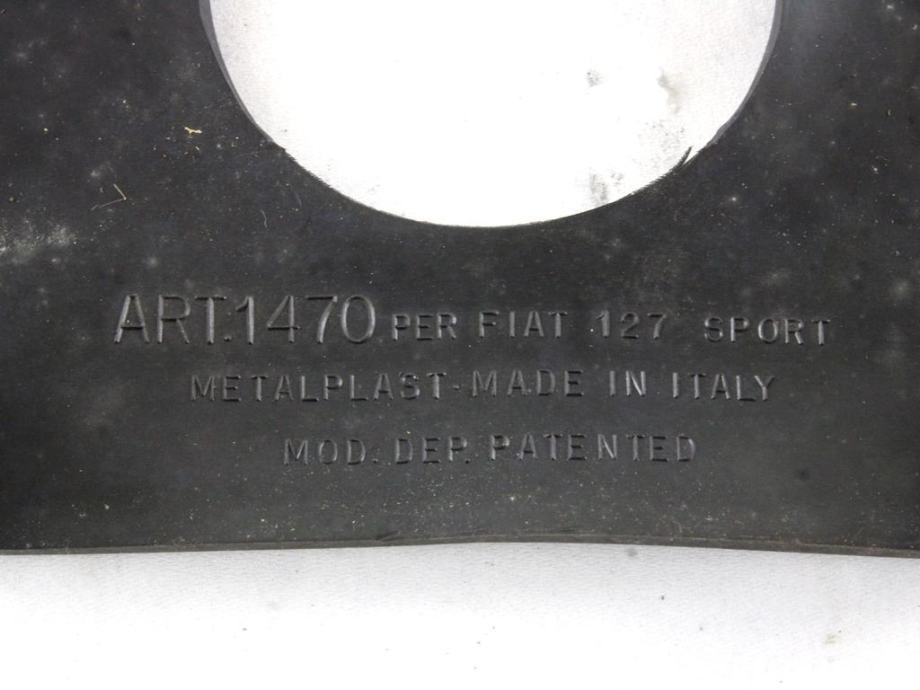 ART.1470 PER FIAT 127 SPORT
METALPLAST-MADE IN ITALY
MOD. DEP. PATENTED